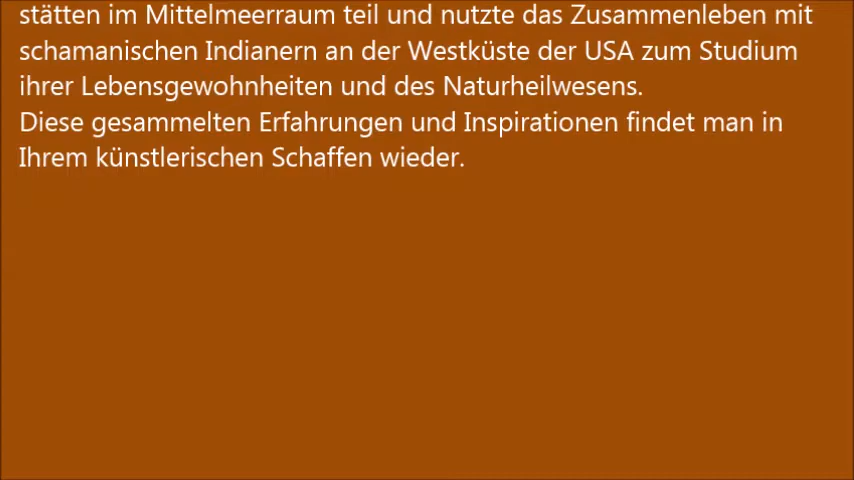 stätten im Mittelmeerraum teil und nutzte das Zusammenleben mit
schamanischen Indianern an der Westküste der USA zum Studium
ihrer Lebensgewohnheiten und des Naturheilwesens.
Diese gesammelten Erfahrungen und Inspirationen findet man in
Ihrem künstlerischen Schaffen wieder.